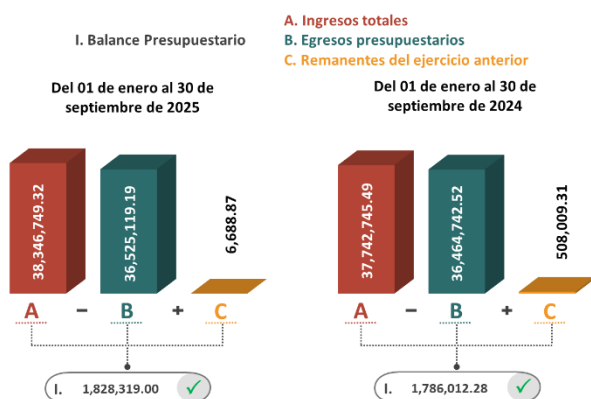 I. Balance Presupuestario
A. Ingresos totales
B. Egresos presupuestarios
C. Remanentes del ejercicio anterior
Del 01 de enero al 30 de
septiembre de 2025
38,346,749.32
36,525,119.19
6,688.87
A – B + C
I. 1,828,319.00 ✓
Del 01 de enero al 30 de
septiembre de 2024
37,742,745.49
36,464,742.52
508,009.31
A – B + C
I. 1,786,012.28 ✓